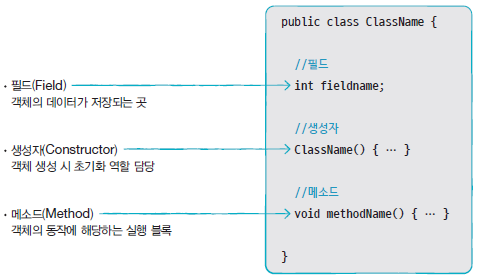 public class ClassName {
//필드
· 필드(Field)
int fieldname;
객체의 데이터가 저장되는 곳
//생성자
· 생성자(Constructor)
ClassName() { … }
객체 생성 시 초기화 역할 담당
//메소드
· 메소드(Method)
void methodName() { … }
객체의 동작에 해당하는 실행 블록
}